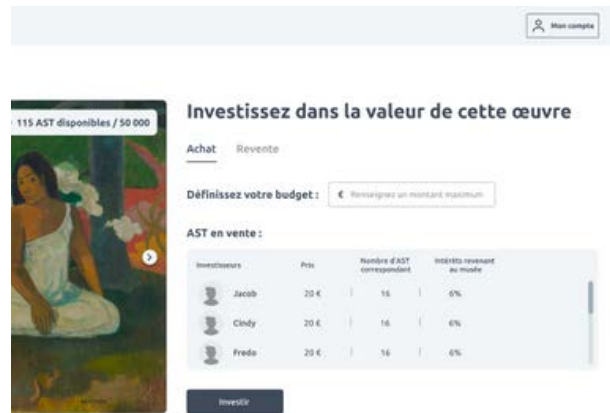 Mon compte
115 AST disponibles / 50 000
Investissez dans la valeur de cette œuvre
Achat Revente
Définissez votre budget : € Renseignez un montant maximum
AST en vente :
Investisseurs Prix Nombre d'AST correspondant Intérêts revenant au musée
Jacob 20 € 16 6%
Cindy 20 € 16 6%
Fredo 20 € 16 6%
Investir